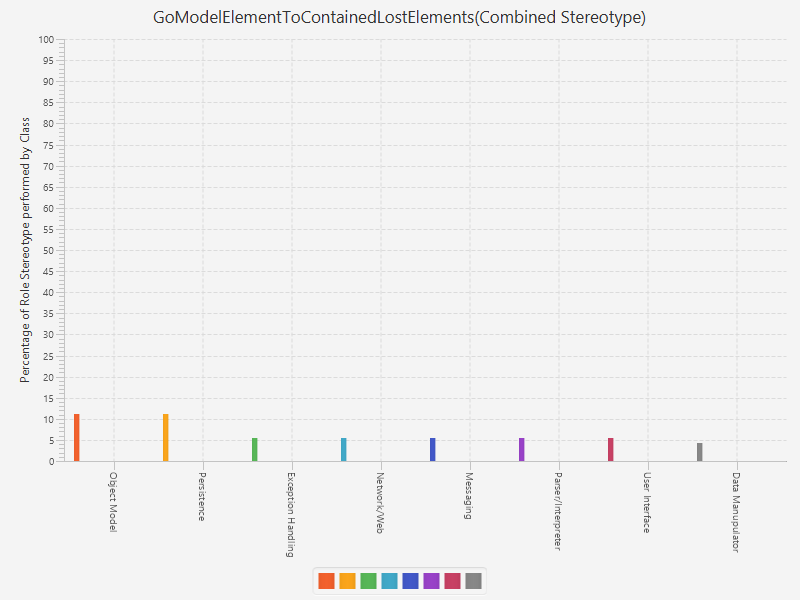 GoModelElementToContainedLostElements(Combined Stereotype)
Percentage of Role Stereotype performed by Class
100
95
90
85
80
75
70
65
60
55
50
45
40
35
30
25
20
15
10
5
0
Object Model
Persistence
Exception Handling
Network/Web
Messaging
Parser/Interpreter
User Interface
Data Manupulator